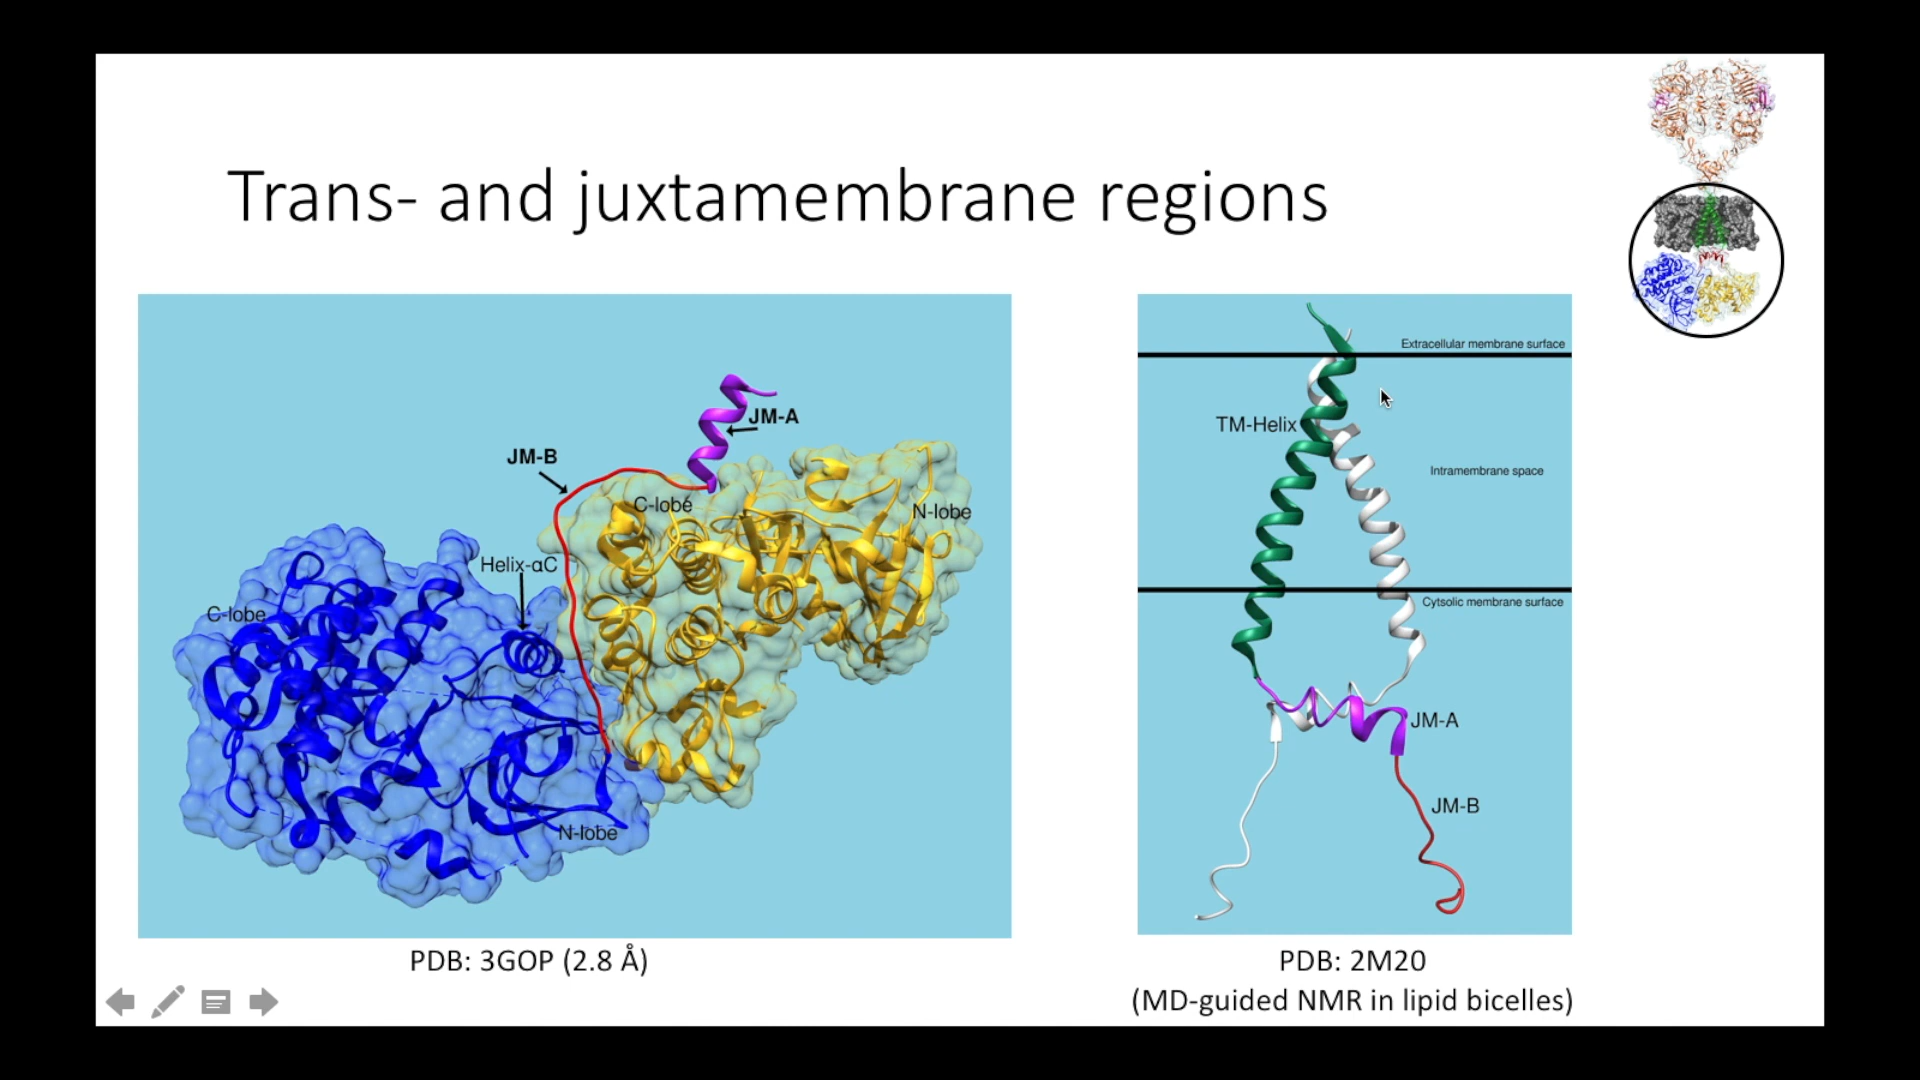 Trans- and juxtamembrane regions
JM-A
JM-B
C-lobe
N-lobe
Helix-αC
C-lobe
N-lobe
PDB: 3GOP (2.8 Å)
Extracellular membrane surface
TM-Helix
Intramembrane space
Cytsolic membrane surface
JM-A
JM-B
PDB: 2M20
(MD-guided NMR in lipid bicelles)